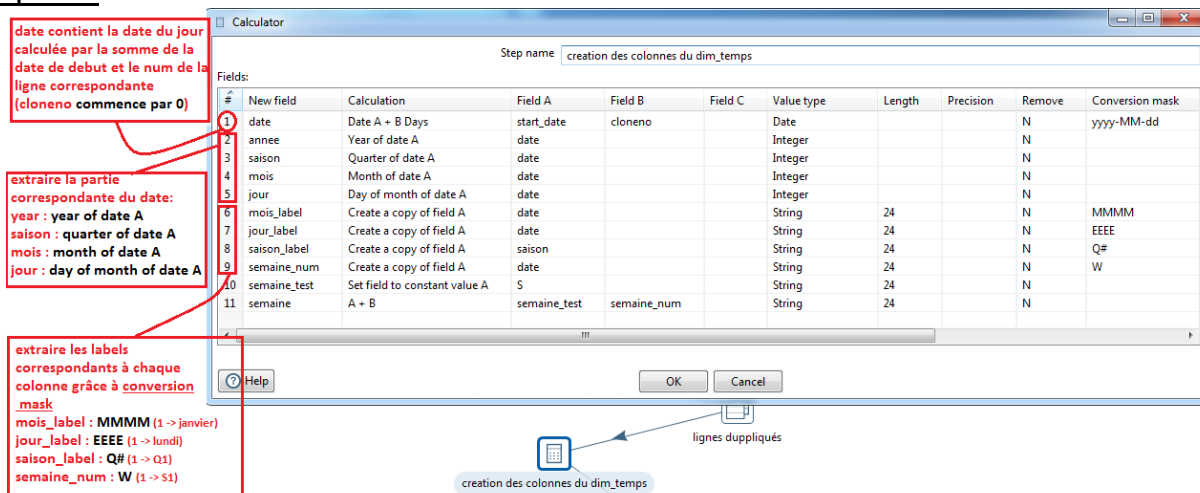 Calculator
Step name creation des colonnes du dim_temps
Fields:
# New field Calculation Field A Field B Field C Value type Length Precision Remove Conversion mask
1 date Date A + B Days start_date cloneno Date N yyyy-MM-dd
2 annee Year of date A date Integer N
3 saison Quarter of date A date Integer N
4 mois Month of date A date Integer N
5 jour Day of month of date A date Integer N
6 mois_label Create a copy of field A date String 24 N MMMM
7 jour_label Create a copy of field A date String 24 N EEEE
8 saison_label Create a copy of field A saison String 24 N Q#
9 semaine_num Create a copy of field A date String 24 N W
10 semaine_test Set field to constant value A S String 24 N
11 semaine A + B semaine_test semaine_num String 24 N
Help OK Cancel
lignes duppliqués
creation des colonnes du dim_temps
date contient la date du jour
calculée par la somme de la
date de debut et le num de la
ligne correspondante
(cloneno commence par 0)
extraire la partie
correspondante du date:
year : year of date A
saison : quarter of date A
mois : month of date A
jour : day of month of date A
extraire les labels
correspondants à chaque
colonne grâce à conversion
mask
mois_label : MMMM (1 -> janvier)
jour_label : EEEE (1 -> lundi)
saison_label : Q# (1 -> Q1)
semaine_num : W (1 -> S1)